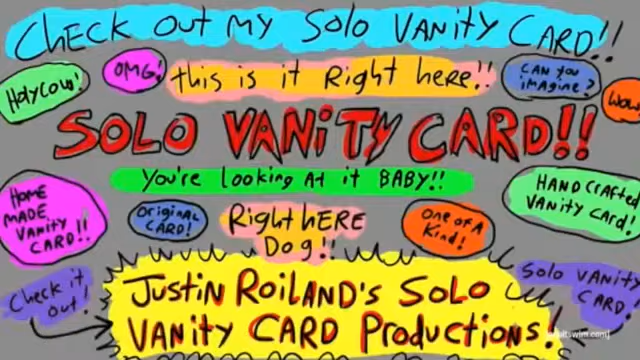 CHECK OUT MY SOLO VANITY CARD!!
HOLY COW!
OMG!
this is it Right here!!
CAN YOU IMAGINE?
WOW!
SOLO VANITY CARD!!
YOU'RE LOOKING AT it BABY!!
HOME MADE VANITY CARD!!
ORIGINAL CARD!
Right HERE Dog!!
ONE OF A Kind!
HAND CRAFTED VANITY CARD!
Check it out!
SOLO VANITY CARD!
JUSTIN ROILAND'S SOLO
VANITY CARD PRODUCTIONS!